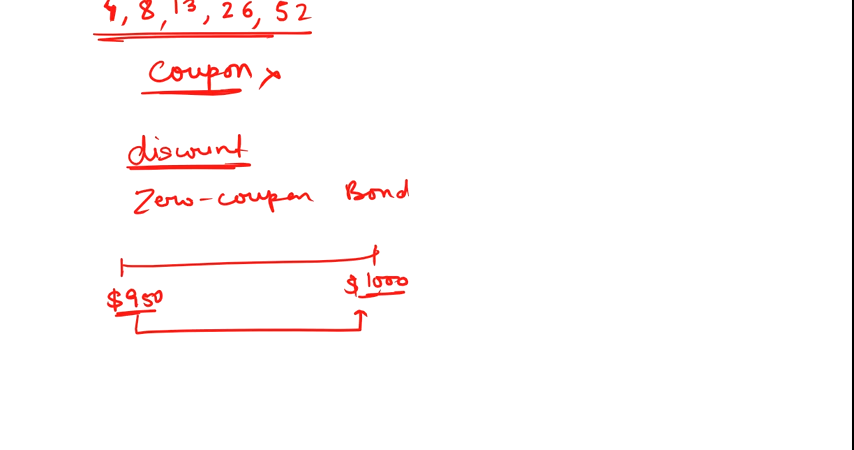 4, 8, 13, 26, 52
Coupon x
discount
Zero-coupon Bond
$950 $1000